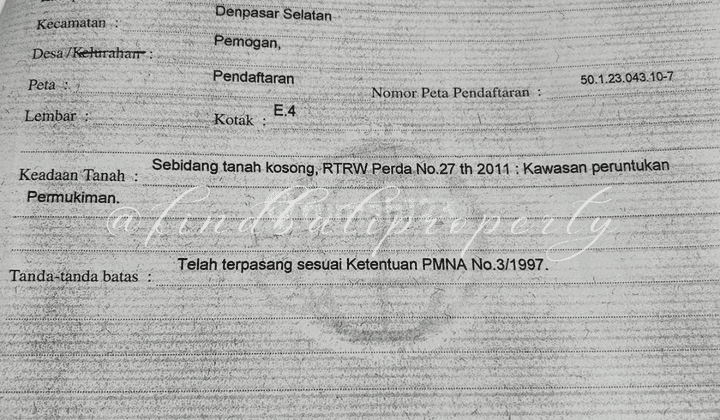 Kecamatan : Denpasar Selatan
Desa / Kelurahan : Pemogan,
Peta : Pendaftaran Nomor Peta Pendaftaran : 50.1.23.043.10-7
Lembar : Kotak : E.4
Keadaan Tanah : Sebidang tanah kosong, RTRW Perda No.27 th 2011 : Kawasan peruntukan
Permukiman.
@findbaliproperty
Tanda-tanda batas : Telah terpasang sesuai Ketentuan PMNA No.3/1997.